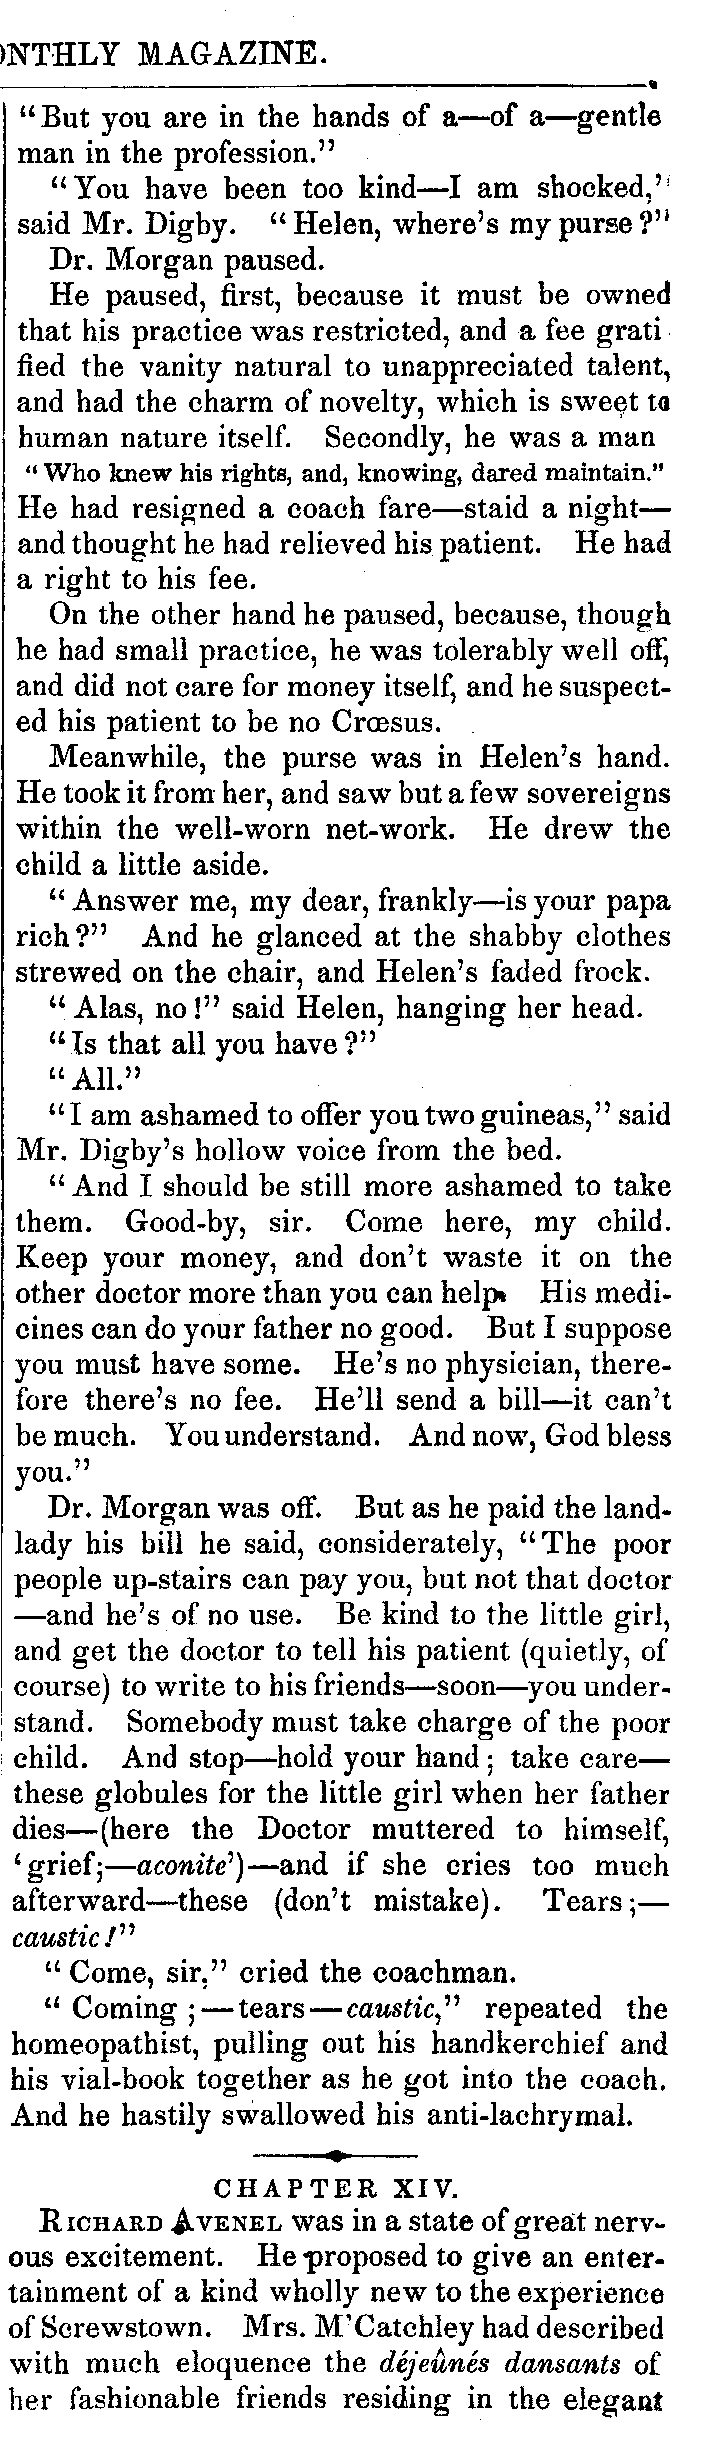 ONTHLY MAGAZINE.
"But you are in the hands of a—of a—gentle
man in the profession."
"You have been too kind—I am shocked,"
said Mr. Digby. "Helen, where's my purse?"
Dr. Morgan paused.
He paused, first, because it must be owned
that his practice was restricted, and a fee grati
fied the vanity natural to unappreciated talent,
and had the charm of novelty, which is sweet to
human nature itself. Secondly, he was a man
"Who knew his rights, and, knowing, dared maintain."
He had resigned a coach fare—staid a night—
and thought he had relieved his patient. He had
a right to his fee.
On the other hand he paused, because, though
he had small practice, he was tolerably well off,
and did not care for money itself, and he suspect-
ed his patient to be no Crœsus.
Meanwhile, the purse was in Helen's hand.
He took it from her, and saw but a few sovereigns
within the well-worn net-work. He drew the
child a little aside.
"Answer me, my dear, frankly—is your papa
rich?" And he glanced at the shabby clothes
strewed on the chair, and Helen's faded frock.
"Alas, no!" said Helen, hanging her head.
"Is that all you have?"
"All."
"I am ashamed to offer you two guineas," said
Mr. Digby's hollow voice from the bed.
"And I should be still more ashamed to take
them. Good-by, sir. Come here, my child.
Keep your money, and don't waste it on the
other doctor more than you can help. His medi-
cines can do your father no good. But I suppose
you must have some. He's no physician, there-
fore there's no fee. He'll send a bill—it can't
be much. You understand. And now, God bless
you."
Dr. Morgan was off. But as he paid the land-
lady his bill he said, considerately, "The poor
people up-stairs can pay you, but not that doctor
—and he's of no use. Be kind to the little girl,
and get the doctor to tell his patient (quietly, of
course) to write to his friends—soon—you under-
stand. Somebody must take charge of the poor
child. And stop—hold your hand; take care—
these globules for the little girl when her father
dies—(here the Doctor muttered to himself,
'grief;—aconite')—and if she cries too much
afterward—these (don't mistake). Tears;—
caustic!"
"Come, sir," cried the coachman.
"Coming;—tears—caustic," repeated the
homeopathist, pulling out his handkerchief and
his vial-book together as he got into the coach.
And he hastily swallowed his anti-lachrymal.
CHAPTER XIV.
RICHARD AVENEL was in a state of great nerv-
ous excitement. He proposed to give an enter-
tainment of a kind wholly new to the experience
of Screwstown. Mrs. M'Catchley had described
with much eloquence the déjeûnés dansants of
her fashionable friends residing in the elegant